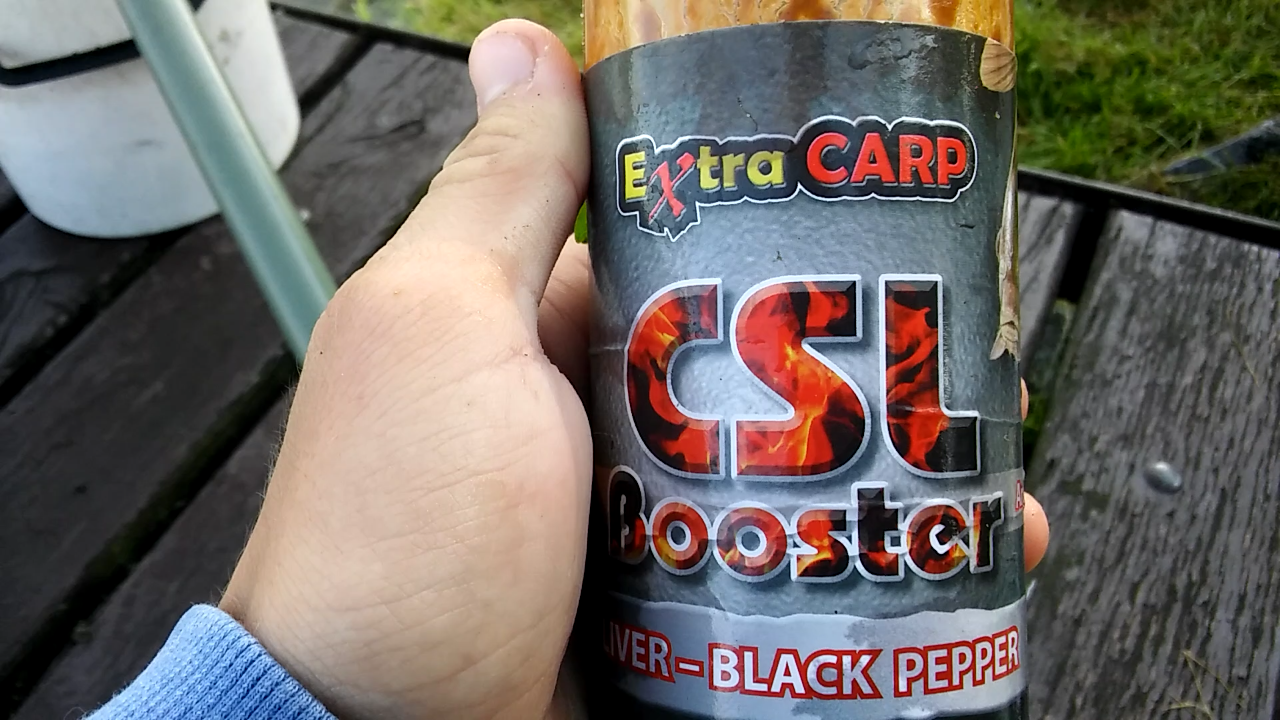 Extra CARP
CSL
Booster
IVER-BLACK PEPPER